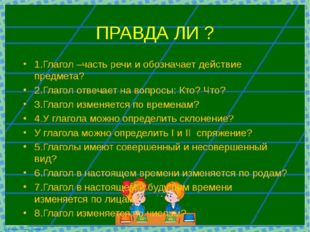 ПРАВДА ЛИ ?
1.Глагол –часть речи и обозначает действие
предмета?
2.Глагол отвечает на вопросы: Кто? Что?
3.Глагол изменяется по временам?
4.У глагола можно определить склонение?
У глагола можно определить I и II спряжение?
5.Глаголы имеют совершенный и несовершенный
вид?
6.Глагол в настоящем времени изменяется по родам?
7.Глагол в настоящем и будущем времени
изменяется по лицам?
8.Глагол изменяется по числам?